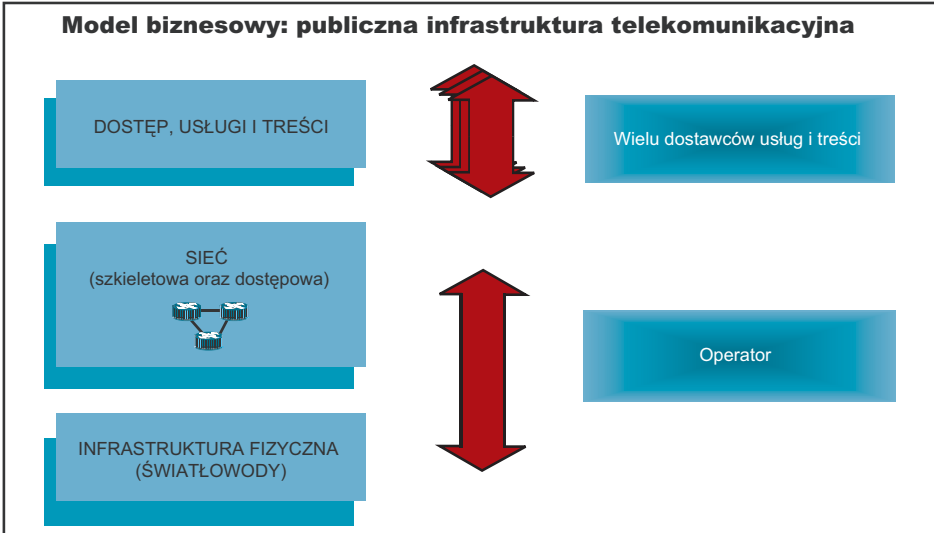 Model biznesowy: publiczna infrastruktura telekomunikacyjna
DOSTĘP, USŁUGI I TREŚCI
Wielu dostawców usług i treści
SIEĆ
(szkieletowa oraz dostępowa)
Operator
INFRASTRUKTURA FIZYCZNA
(ŚWIATŁOWODY)